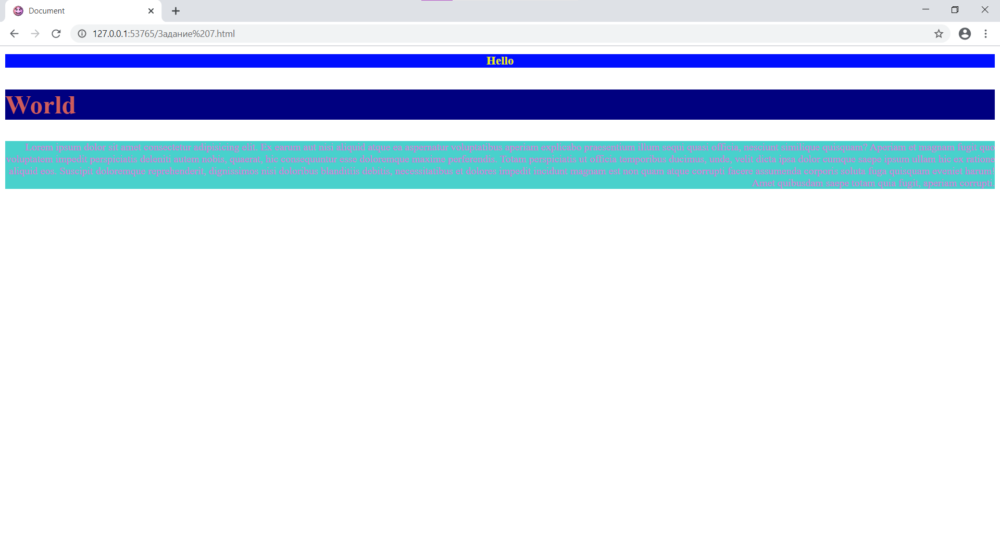 Document
127.0.0.1:53765/Задание%207.html
Hello
World
Lorem ipsum dolor sit amet consectetur adipisicing elit. Ex earum aut nisi aliquid atque ea aspernatur voluptatibus aperiam explicabo praesentium illum sequi quasi officia, nesciunt similique quisquam? Aperiam et magnam fugit quo
voluptatem impedit perspiciatis deleniti autem nobis, quaerat, hic consequuntur esse doloremque maxime perferendis. Totam perspiciatis ut officia temporibus ducimus, unde, velit dicta ipsa dolor cumque saepe ipsum ullam hic ex ratione
aliquid eos. Suscipit doloremque reprehenderit, dignissimos nisi doloribus blanditiis debitis, necessitatibus et dolores impedit incidunt magnam est non quam atque corrupti facere assumenda corporis soluta fuga quisquam eveniet harum!
Amet quibusdam saepe totam quia fugit, aperiam corrupti,